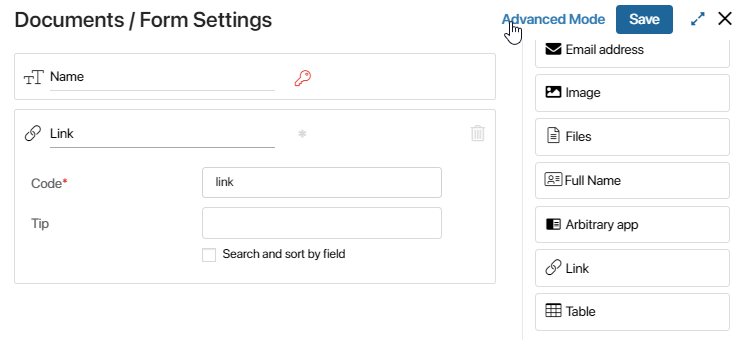 Documents / Form Settings
Advanced Mode
Save
Name
Link
Code*
link
Tip
Search and sort by field
Email address
Image
Files
Full Name
Arbitrary app
Link
Table